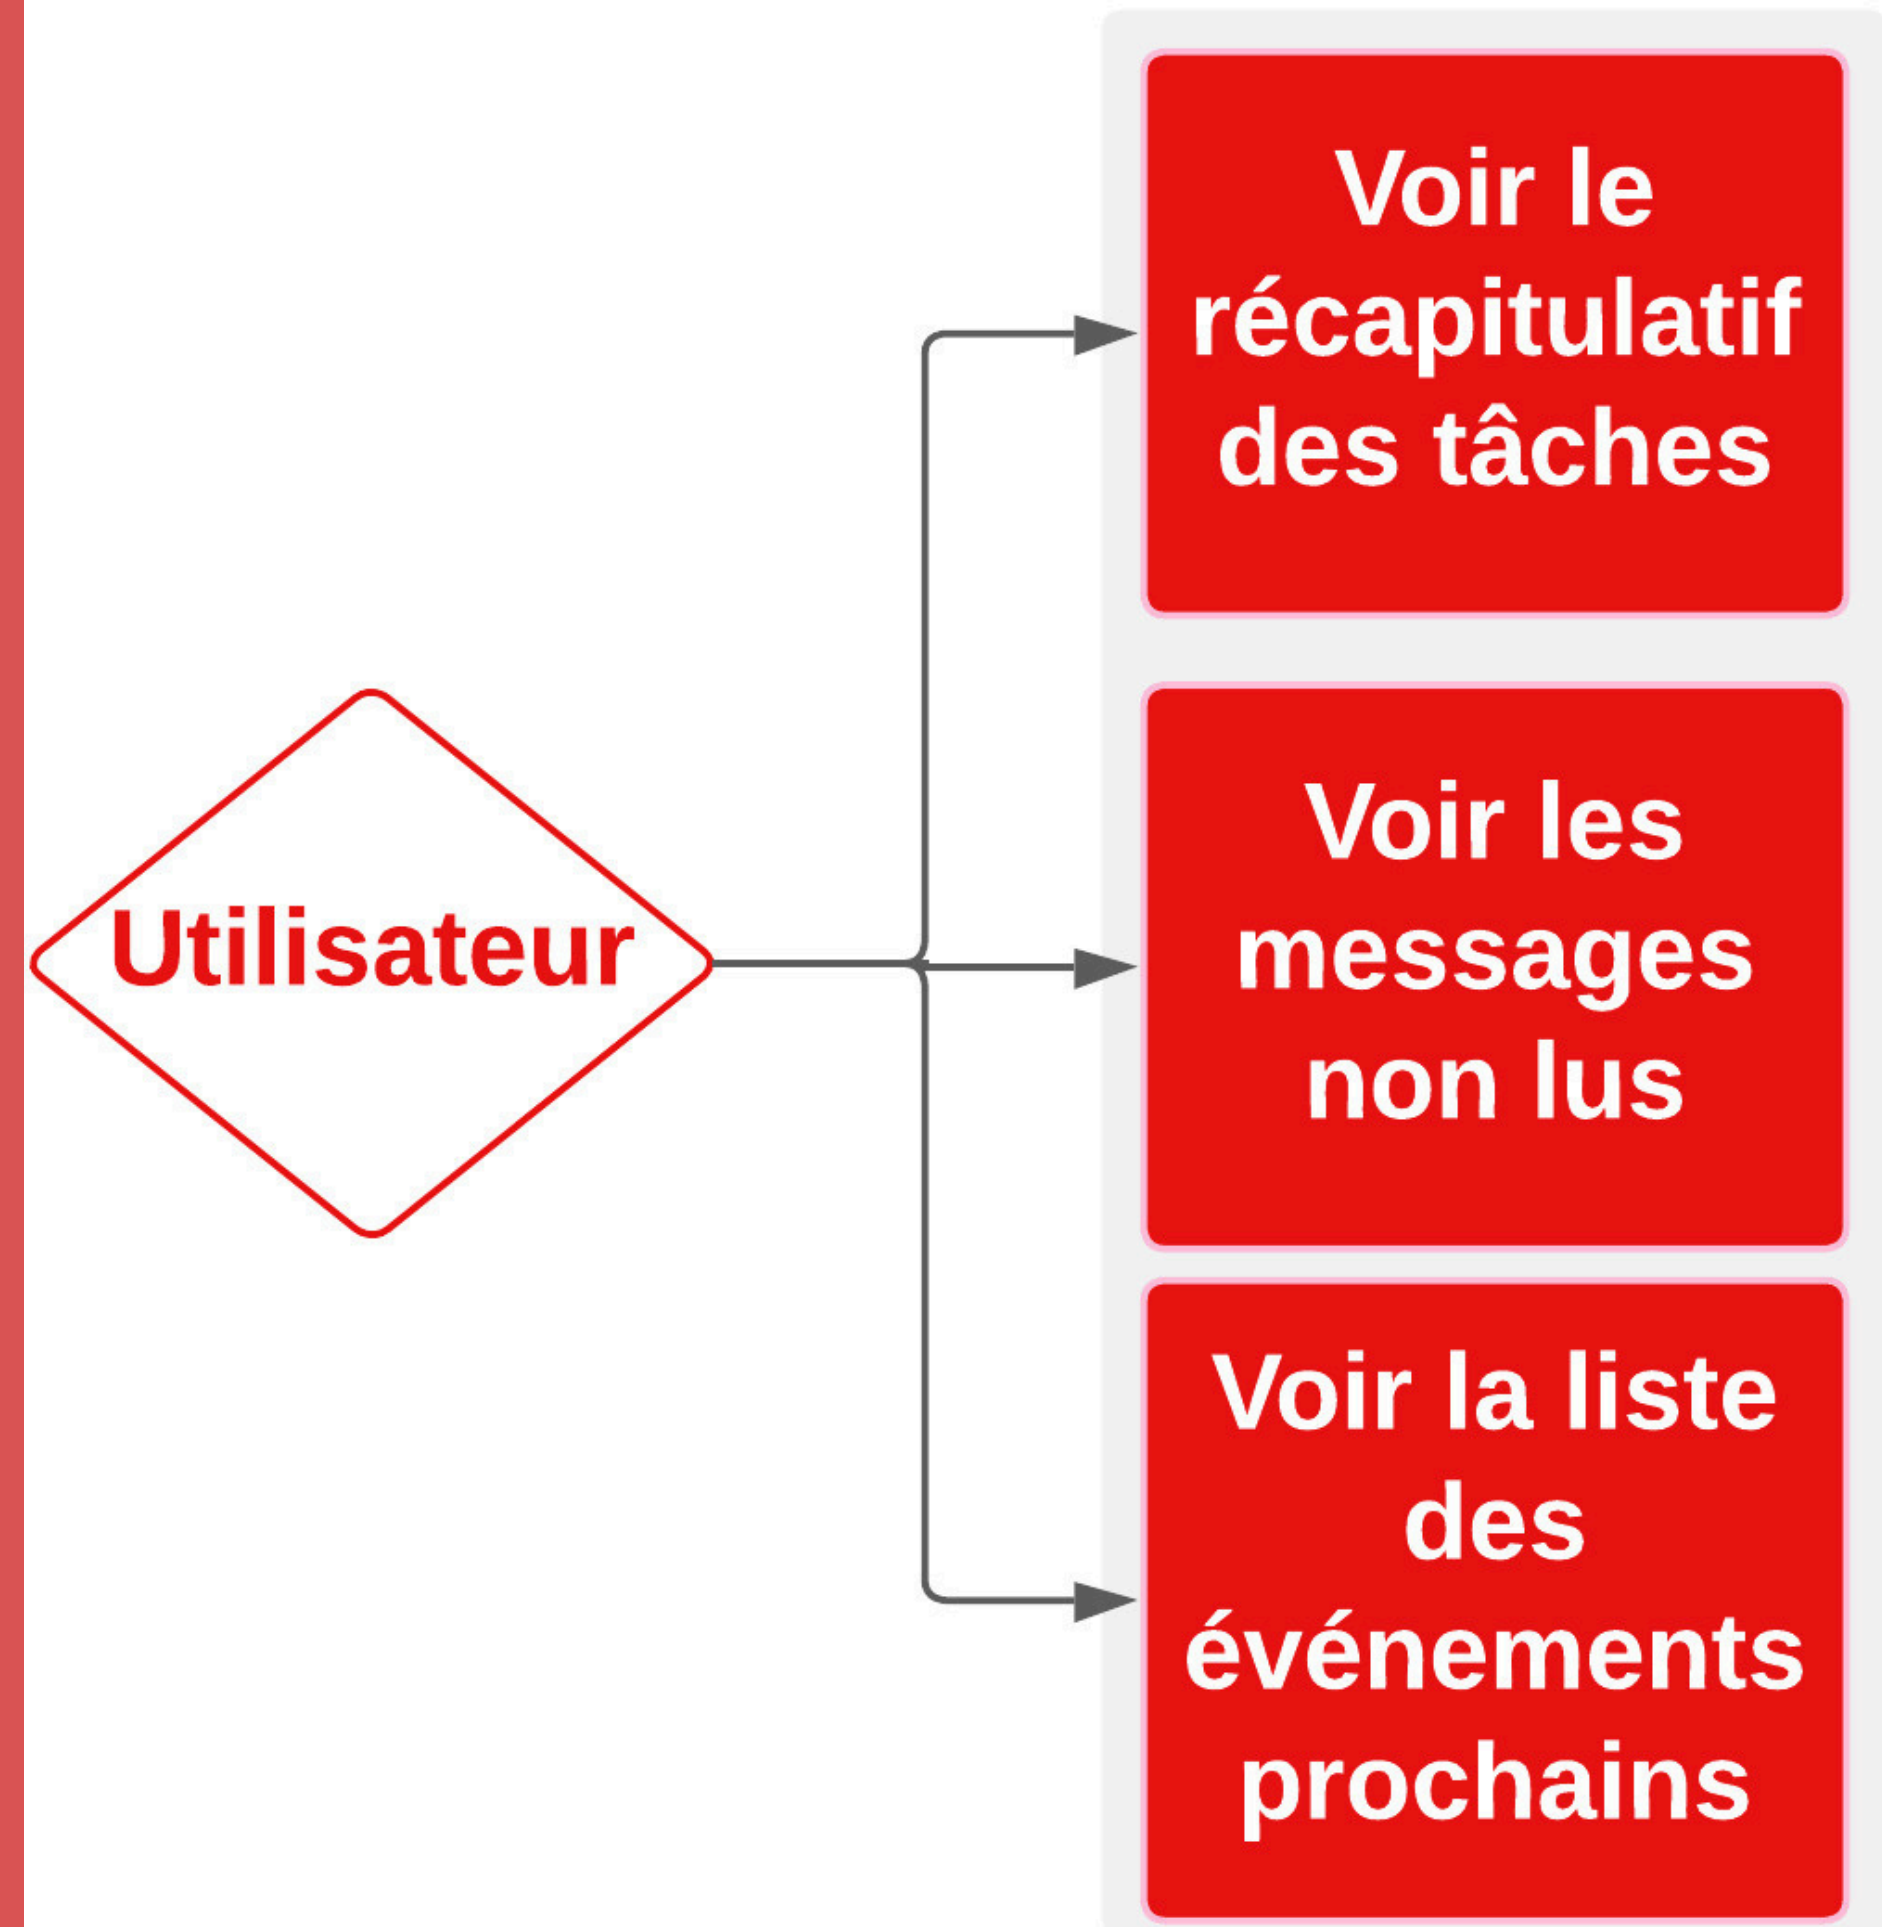 Utilisateur
Voir le
récapitulatif
des tâches
Voir les
messages
non lus
Voir la liste
des
événements
prochains